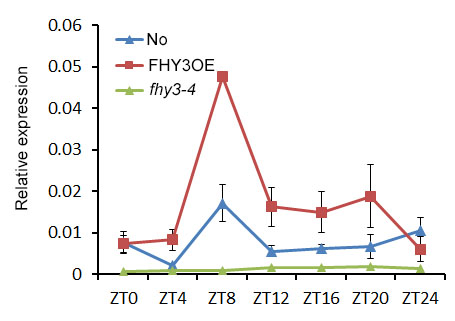 0.06
0.05
0.04
0.03
0.02
0.01
0
Relative expression
No
FHY3OE
fhy3-4
ZT0 ZT4 ZT8 ZT12 ZT16 ZT20 ZT24